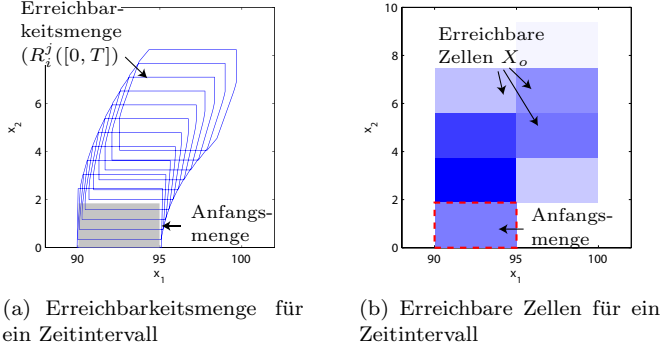 Erreichbar-
keitsmenge
(R_i^j([0, T])
x_2
8
6
4
2
0
90
95
100
x_1
Anfangs-
menge
(a) Erreichbarkeitsmenge für
ein Zeitintervall
Erreichbare
Zellen X_o
x_2
10
8
6
4
2
0
90
95
100
x_1
Anfangs-
menge
(b) Erreichbare Zellen für ein
Zeitintervall